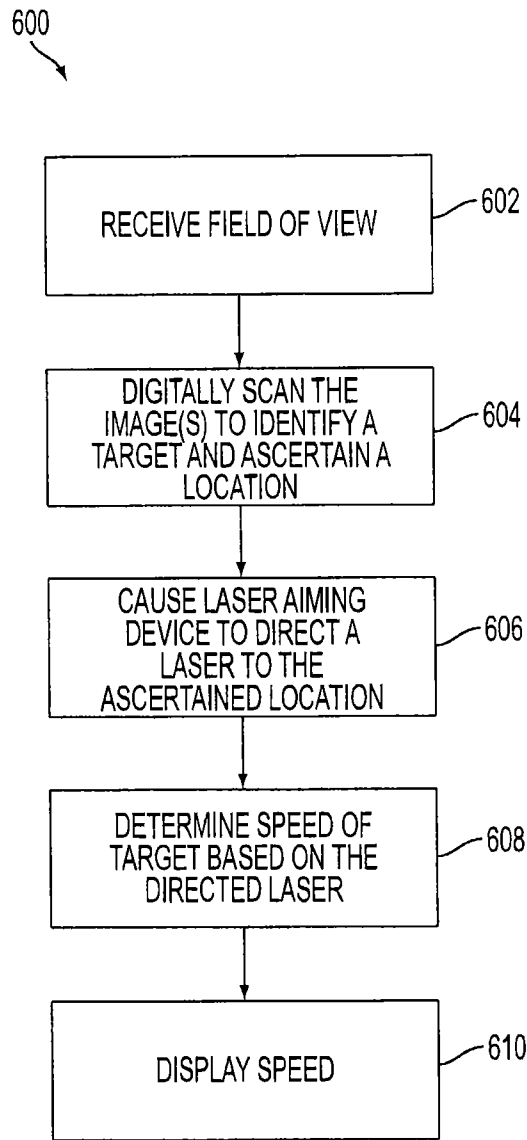 600
RECEIVE FIELD OF VIEW
602
DIGITALLY SCAN THE
IMAGE(S) TO IDENTIFY A
TARGET AND ASCERTAIN A
LOCATION
604
CAUSE LASER AIMING
DEVICE TO DIRECT A
LASER TO THE
ASCERTAINED LOCATION
606
DETERMINE SPEED OF
TARGET BASED ON THE
DIRECTED LASER
608
DISPLAY SPEED
610